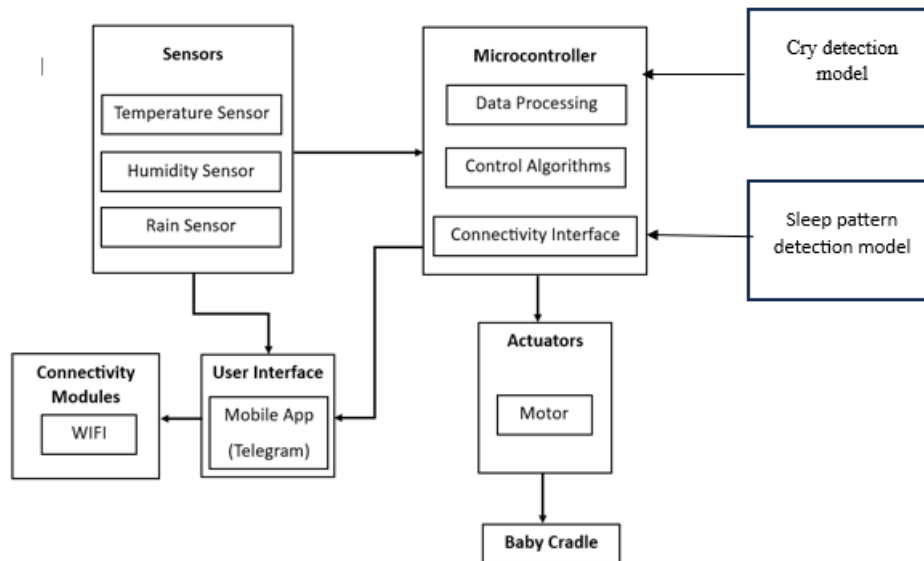 Sensors
Temperature Sensor
Humidity Sensor
Rain Sensor
Microcontroller
Data Processing
Control Algorithms
Connectivity Interface
Cry detection
model
Sleep pattern
detection model
Connectivity
Modules
WIFI
User Interface
Mobile App
(Telegram)
Actuators
Motor
Baby Cradle